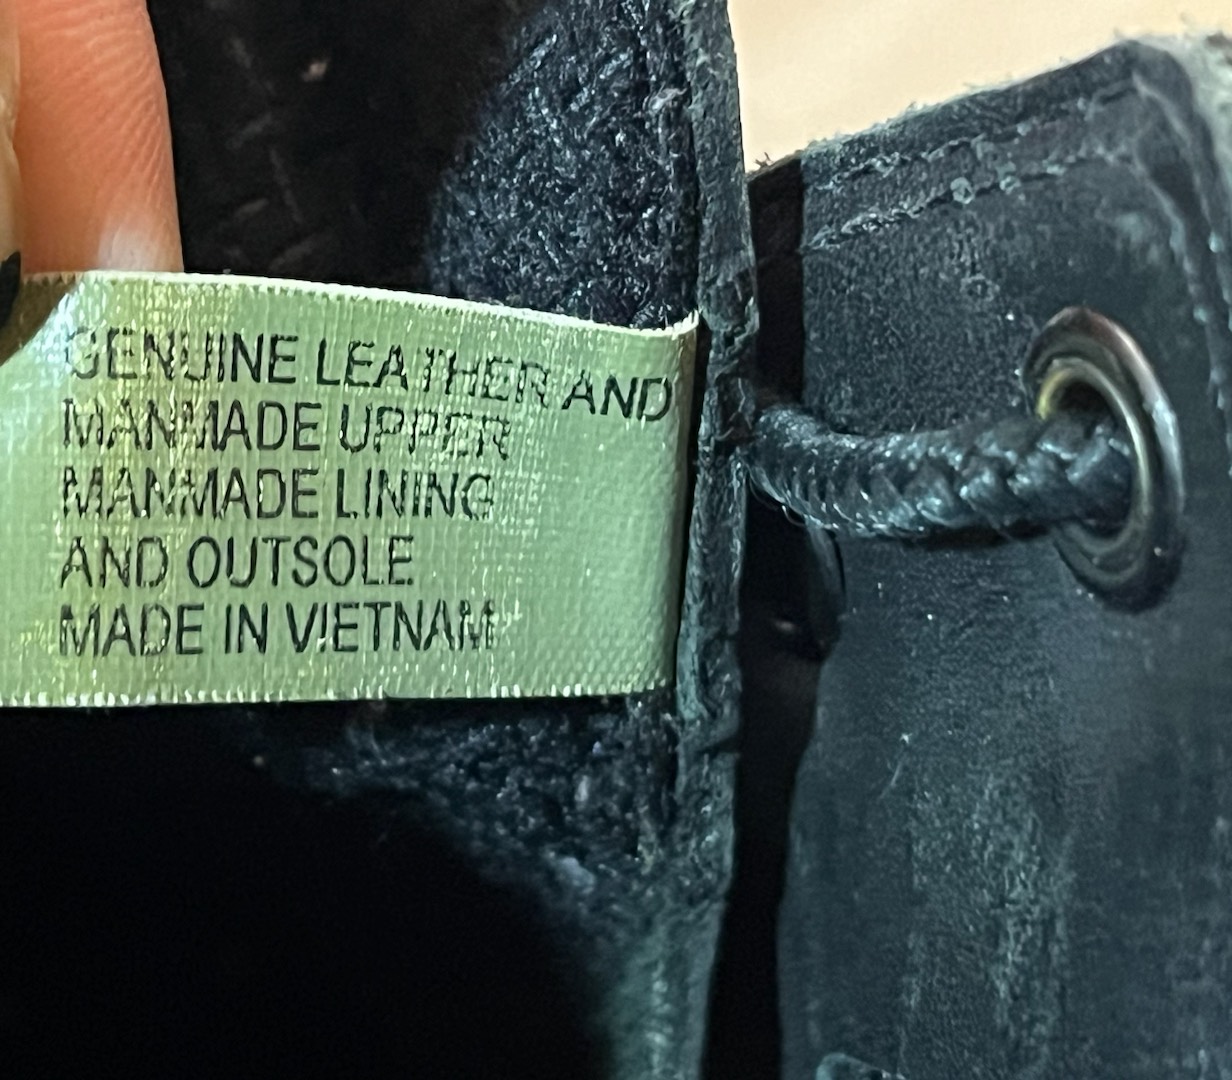 GENUINE LEATHER AND
MANMADE UPPER
MANMADE LINING
AND OUTSOLE
MADE IN VIETNAM